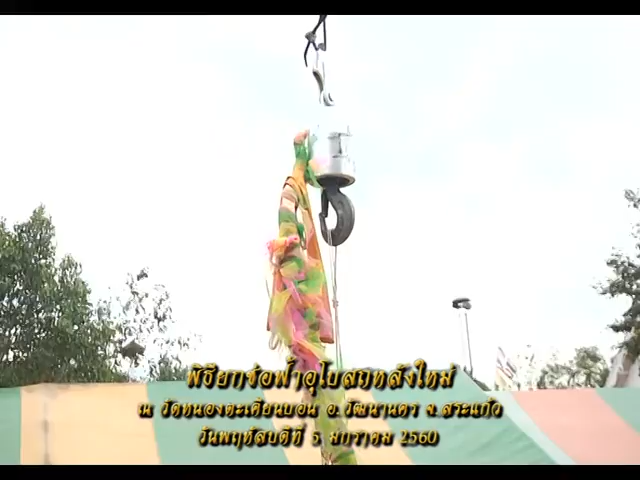 พิธียกช่อฟ้าอุโบสถหลังใหม่
ณ วัดหนองตะเคียนบอน อ.วัฒนานคร จ.สระแก้ว
วันพฤหัสบดีที่ 5 มกราคม 2560